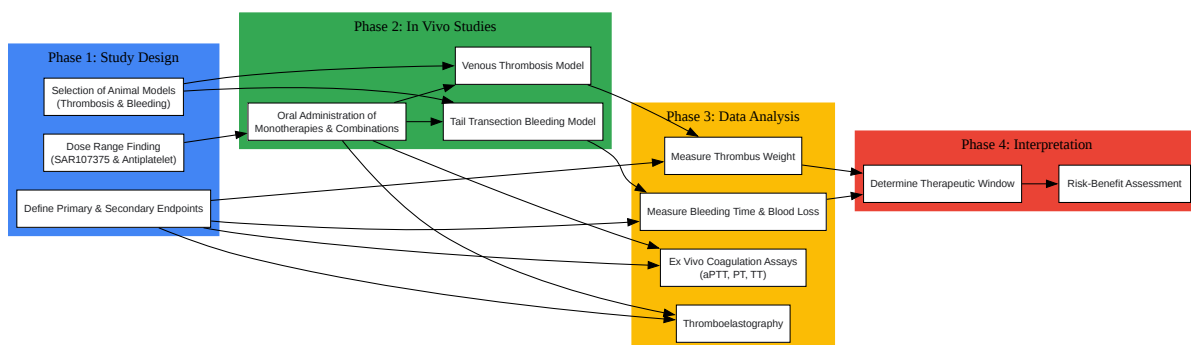 Phase 1: Study Design
Selection of Animal Models
(Thrombosis & Bleeding)
Dose Range Finding
(SAR107375 & Antiplatelet)
Define Primary & Secondary Endpoints
Phase 2: In Vivo Studies
Venous Thrombosis Model
Oral Administration of
Monotherapies & Combinations
Tail Transection Bleeding Model
Phase 3: Data Analysis
Measure Thrombus Weight
Measure Bleeding Time & Blood Loss
Ex Vivo Coagulation Assays
(aPTT, PT, TT)
Thromboelastography
Phase 4: Interpretation
Determine Therapeutic Window
Risk-Benefit Assessment